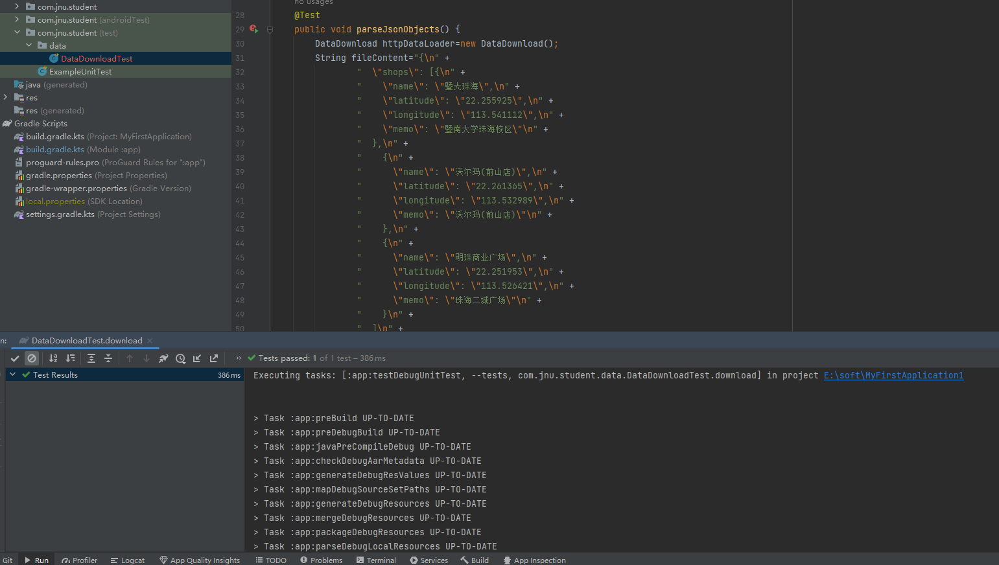 com.jnu.student
com.jnu.student (androidTest)
com.jnu.student (test)
data
DataDownloadTest
ExampleUnitTest
java (generated)
res
res (generated)
Gradle Scripts
build.gradle.kts (Project: MyFirstApplication)
build.gradle.kts (Module :app)
proguard-rules.pro (ProGuard Rules for ":app")
gradle.properties (Project Properties)
gradle-wrapper.properties (Gradle Version)
local.properties (SDK Location)
settings.gradle.kts (Project Settings)
no usages
28 @Test
29 public void parseJsonObjects() {
30 DataDownload httpDataLoader=new DataDownload();
31 String fileContent="{\n" +
32 "  \"shops\": [{\n" +
33 "    \"name\": \"暨大珠海\",\n" +
34 "    \"latitude\": \"22.255925\",\n" +
35 "    \"longitude\": \"113.541112\",\n" +
36 "    \"memo\": \"暨南大学珠海校区\"\n" +
37 "  },\n" +
38 "    {\n" +
39 "      \"name\": \"沃尔玛(前山店)\",\n" +
40 "      \"latitude\": \"22.261365\",\n" +
41 "      \"longitude\": \"113.532989\",\n" +
42 "      \"memo\": \"沃尔玛(前山店)\"\n" +
43 "    },\n" +
44 "    {\n" +
45 "      \"name\": \"明珠商业广场\",\n" +
46 "      \"latitude\": \"22.251953\",\n" +
47 "      \"longitude\": \"113.526421\",\n" +
48 "      \"memo\": \"珠海二城广场\"\n" +
49 "    }\n" +
50 "  ]\n" +
n: DataDownloadTest.download
Tests passed: 1 of 1 test – 386 ms
Test Results 386 ms
Executing tasks: [:app:testDebugUnitTest, --tests, com.jnu.student.data.DataDownloadTest.download] in project E:\soft\MyFirstApplication1
> Task :app:preBuild UP-TO-DATE
> Task :app:preDebugBuild UP-TO-DATE
> Task :app:javaPreCompileDebug UP-TO-DATE
> Task :app:checkDebugAarMetadata UP-TO-DATE
> Task :app:generateDebugResValues UP-TO-DATE
> Task :app:mapDebugSourceSetPaths UP-TO-DATE
> Task :app:generateDebugResources UP-TO-DATE
> Task :app:mergeDebugResources UP-TO-DATE
> Task :app:packageDebugResources UP-TO-DATE
> Task :app:parseDebugLocalResources UP-TO-DATE
Git Run Profiler Logcat App Quality Insights TODO Problems Terminal Services Build App Inspection